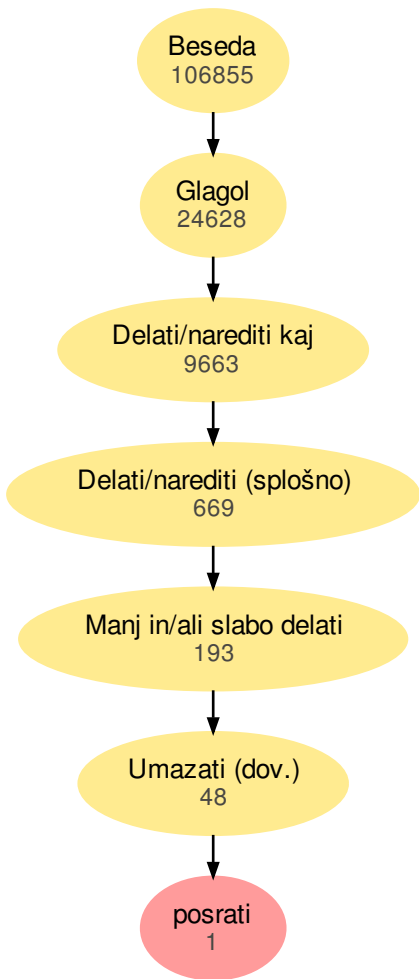 Beseda
106855
Glagol
24628
Delati/narediti kaj
9663
Delati/narediti (splošno)
669
Manj in/ali slabo delati
193
Umazati (dov.)
48
posrati
1